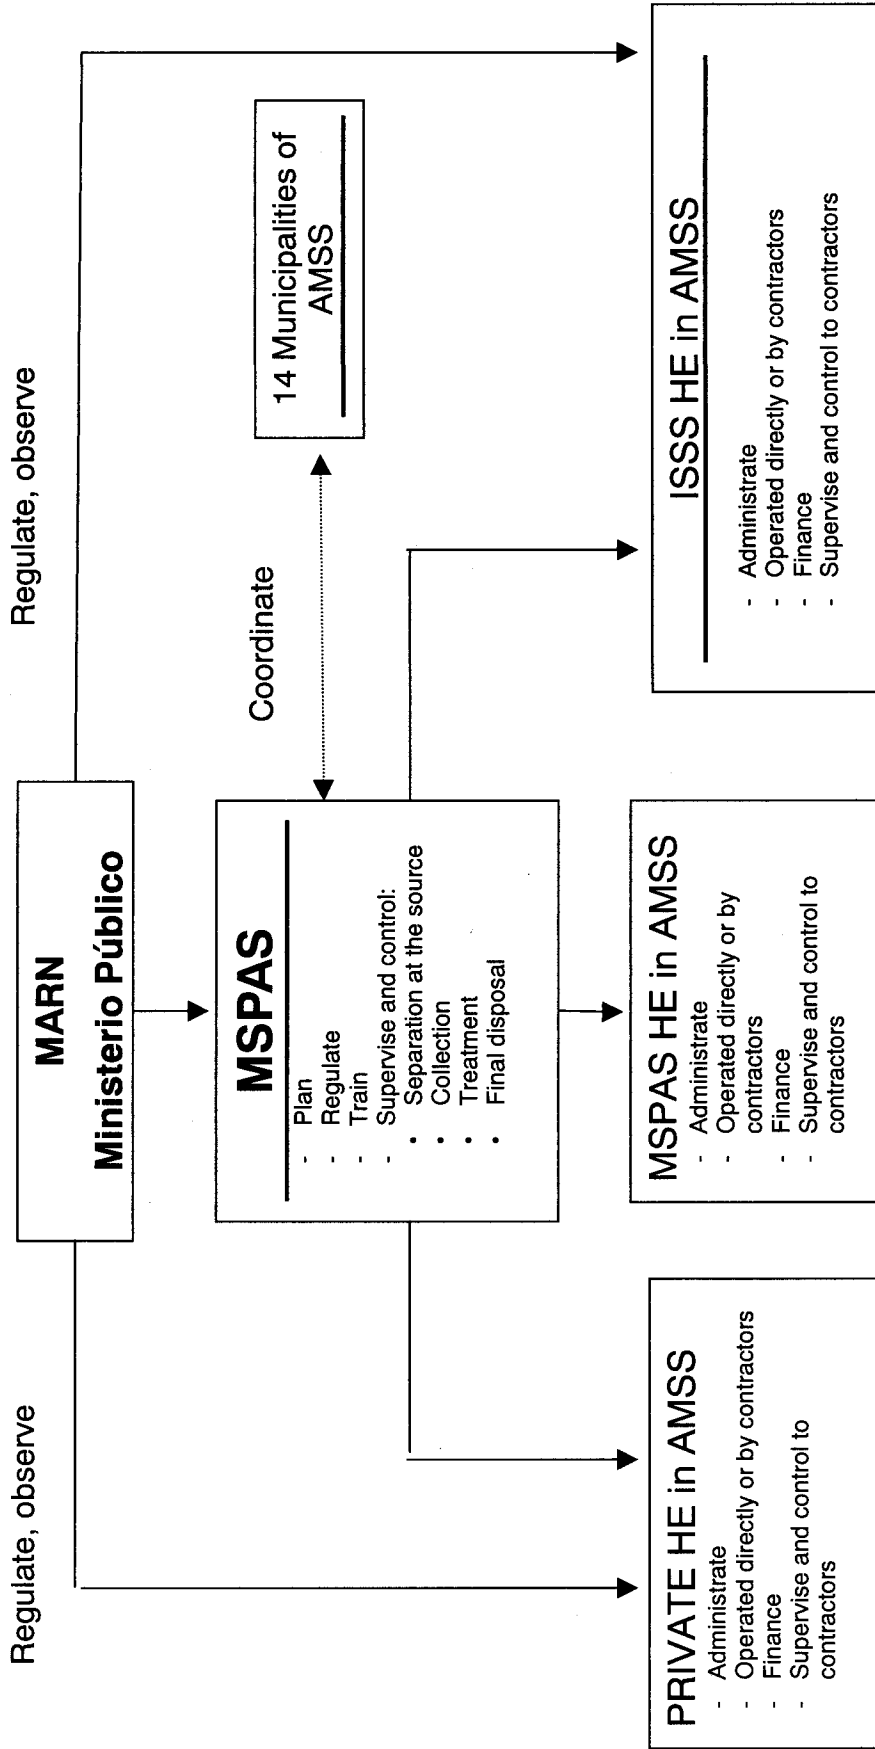 Regulate, observe
Regulate, observe
MARN
Ministerio Público
Coordinate
14 Municipalities of
AMSS
MSPAS
- Plan
- Regulate
- Train
- Supervise and control:
• Separation at the source
• Collection
• Treatment
• Final disposal
PRIVATE HE in AMSS
- Administrate
- Operated directly or by contractors
- Finance
- Supervise and control to
contractors
MSPAS HE in AMSS
- Administrate
- Operated directly or by
contractors
- Finance
- Supervise and control to
contractors
ISSS HE in AMSS
- Administrate
- Operated directly or by contractors
- Finance
- Supervise and control to contractors